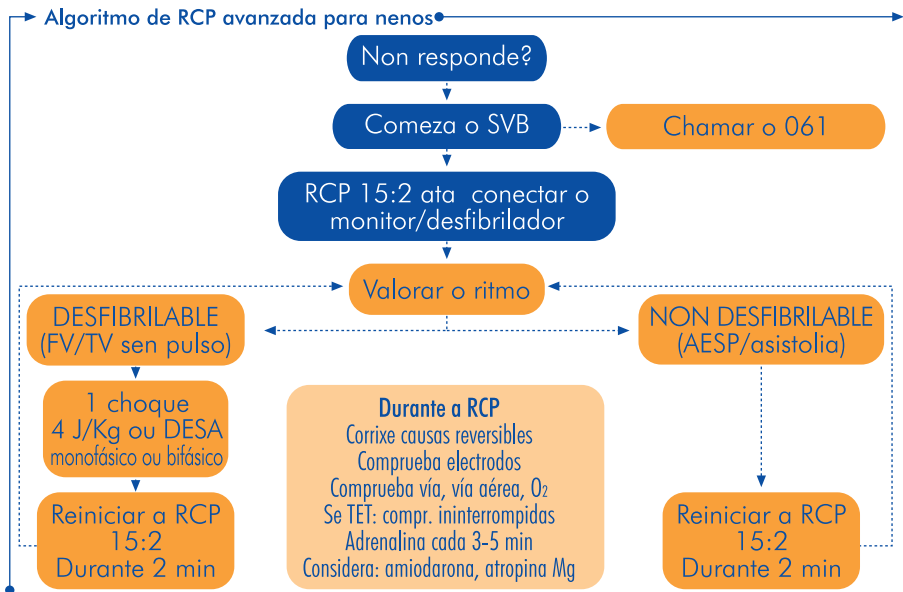 Algoritmo de RCP avanzada para nenos
Non responde?
Comeza o SVB
Chamar o 061
RCP 15:2 ata conectar o
monitor/desfibrilador
Valorar o ritmo
DESFIBRILABLE
(FV/TV sen pulso)
NON DESFIBRILABLE
(AESP/asistolia)
1 choque
4 J/Kg ou DESA
monofásico ou bifásico
Reiniciar a RCP
15:2
Durante 2 min
Durante a RCP
Corrixe causas reversibles
Comprueba electrodos
Comprueba vía, vía aérea, O₂
Se TET: compr. ininterrompidas
Adrenalina cada 3-5 min
Considera: amiodarona, atropina Mg
Reiniciar a RCP
15:2
Durante 2 min